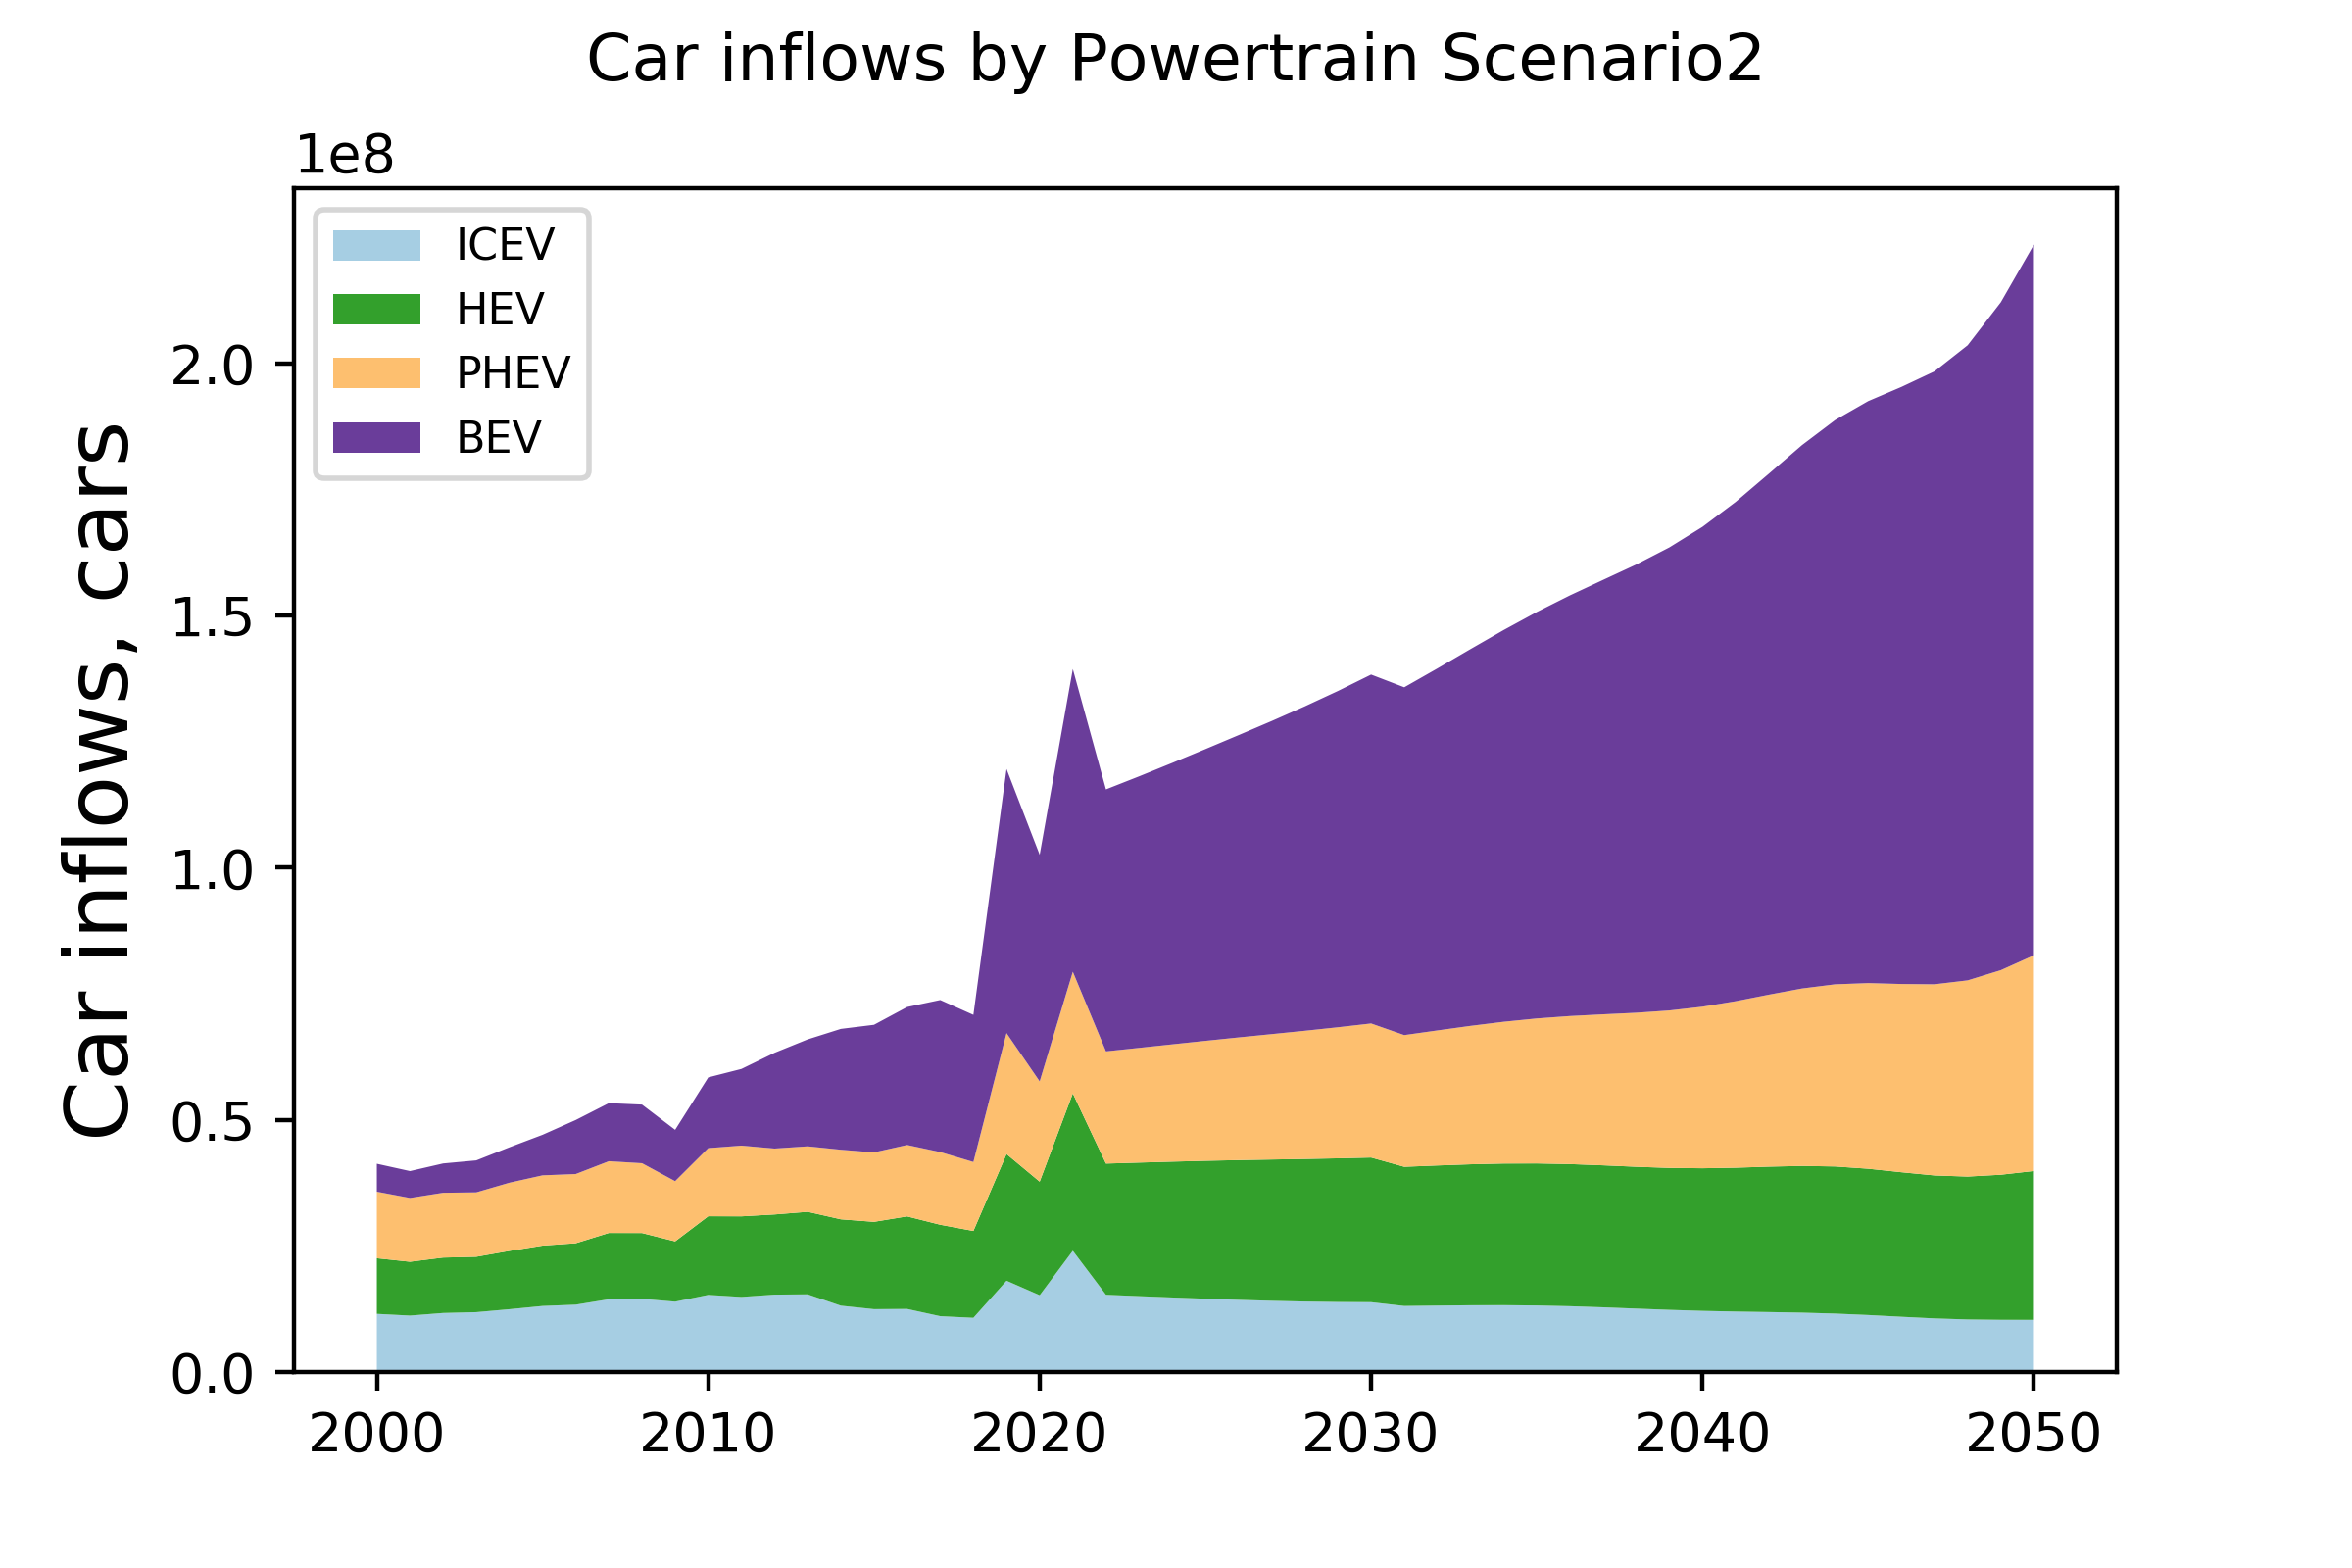 Car inflows by Powertrain Scenario2
1e8
ICEV
HEV
PHEV
BEV
Car inflows, cars
2.0
1.5
1.0
0.5
0.0
2000 2010 2020 2030 2040 2050